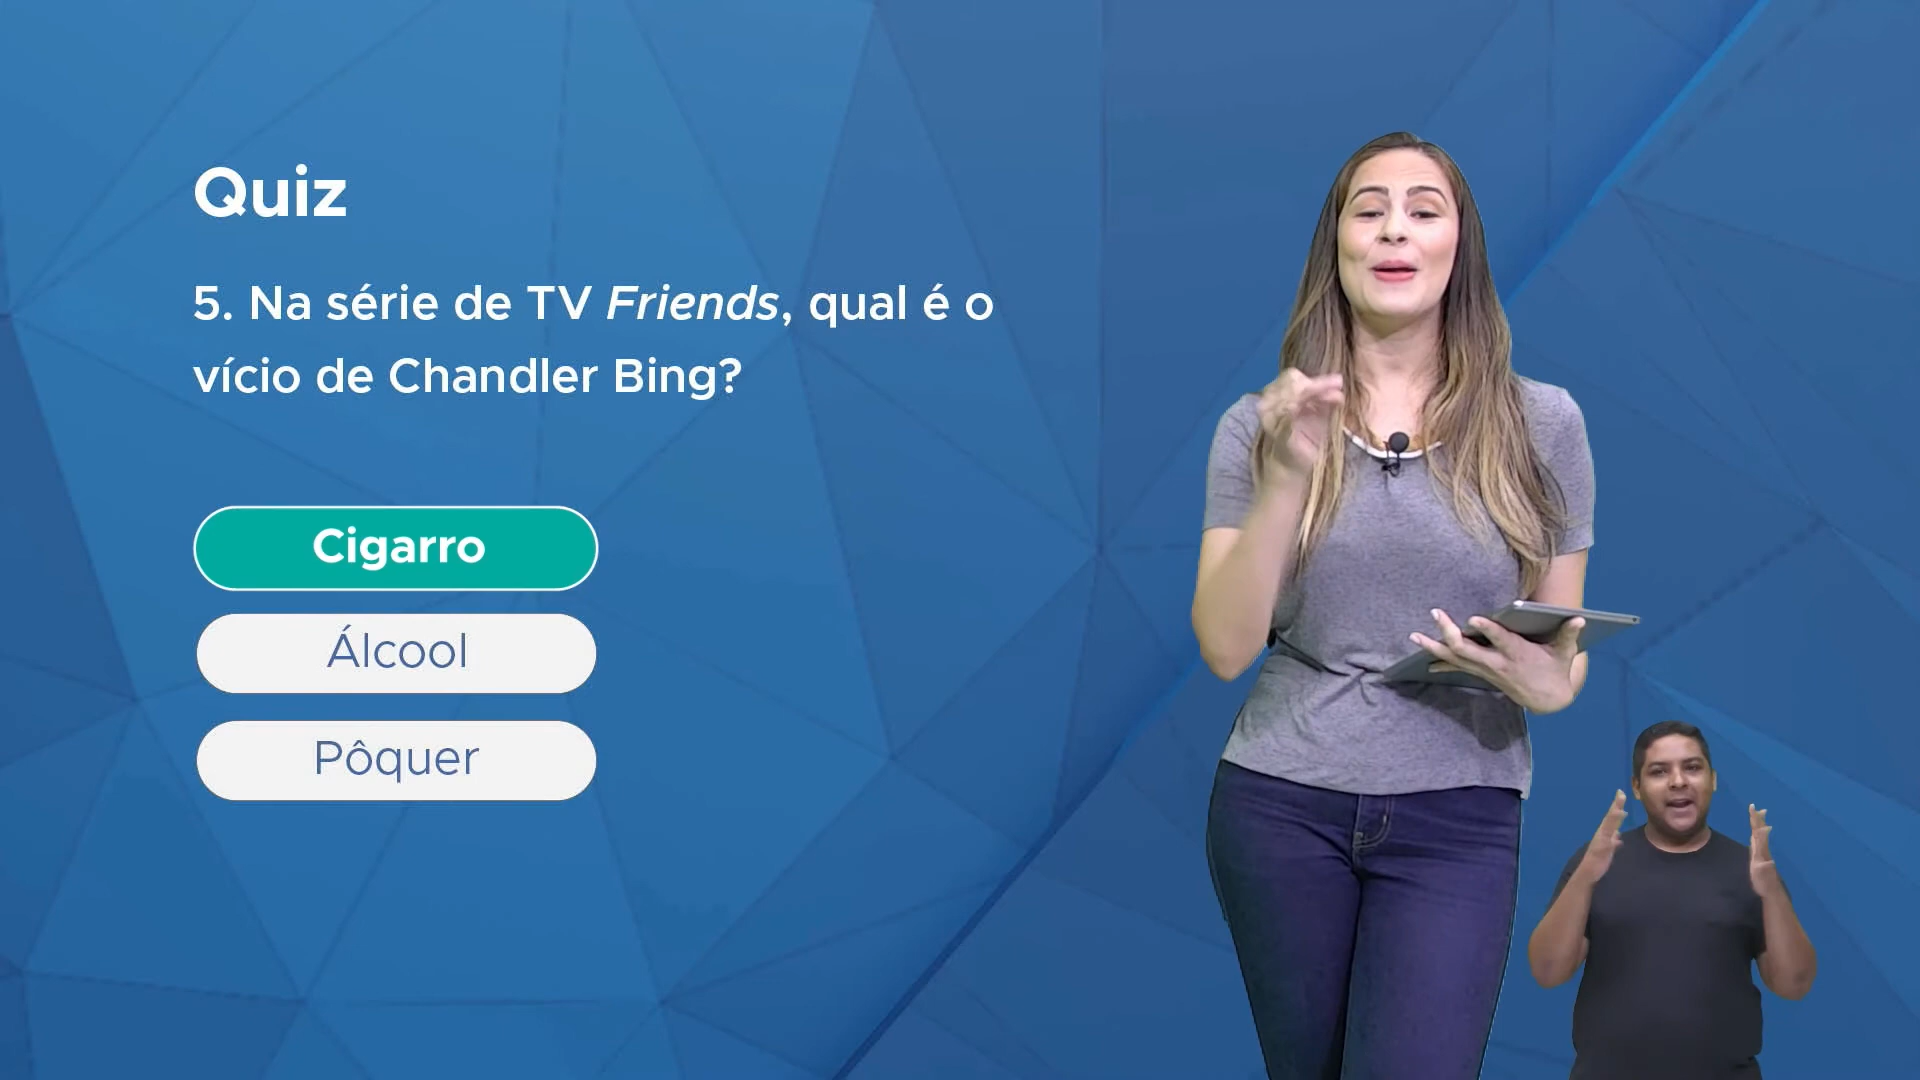 Quiz
5. Na série de TV Friends, qual é o
vício de Chandler Bing?
Cigarro
Álcool
Pôquer